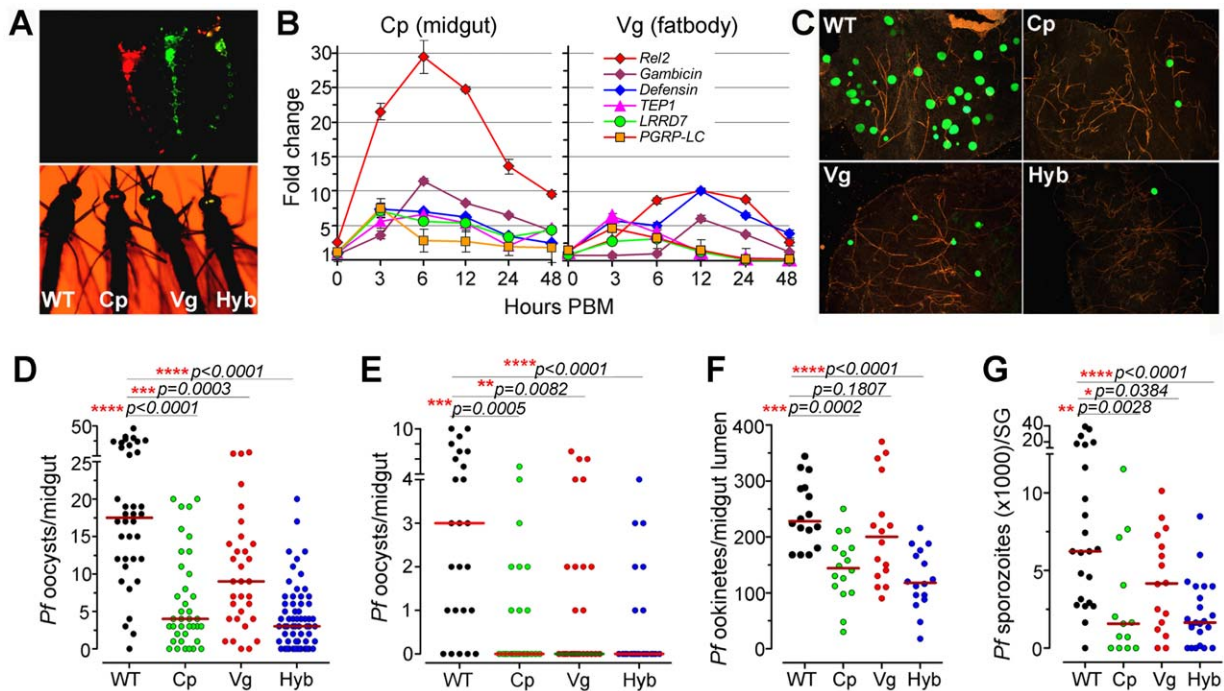 A
WT Cp Vg Hyb
B
Cp (midgut) Vg (fatbody)
Fold change
30
25
20
15
10
5
0 3 6 12 24 48 0 3 6 12 24 48
Hours PBM
Rel2
Gambicin
Defensin
TEP1
LRRD7
PGRP-LC
C
WT Cp
Vg Hyb
D
**** p<0.0001
*** p=0.0003
**** p<0.0001
Pf oocysts/midgut
50
25
25
20
15
10
5
0
WT Cp Vg Hyb
E
**** p<0.0001
** p=0.0082
*** p=0.0005
Pf oocysts/midgut
10
4
4
3
2
1
0
WT Cp Vg Hyb
F
**** p<0.0001
p=0.1807
*** p=0.0002
Pf ookinetes/midgut lumen
400
300
200
100
0
WT Cp Vg Hyb
G
**** p<0.0001
* p=0.0384
** p=0.0028
Pf sporozoites (x1000)/SG
40
20
10
5
0
WT Cp Vg Hyb